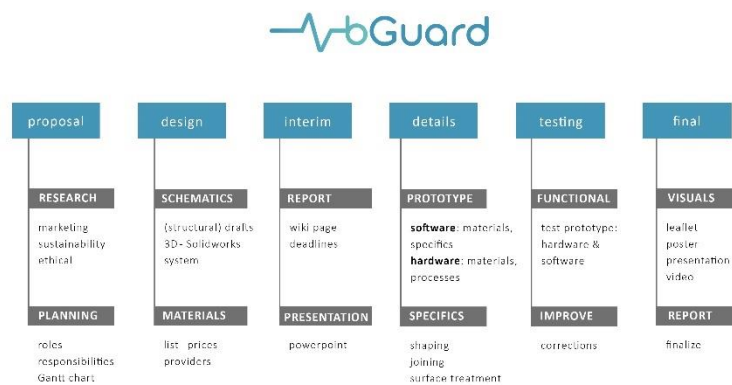 bGuard
proposal
design
interim
details
testing
final
RESEARCH
marketing
sustainability
ethical
PLANNING
roles
responsibilities
Gantt chart
SCHEMATICS
(structural) drafts
3D- Solidworks
system
MATERIALS
list prices
providers
REPORT
wiki page
deadlines
PRESENTATION
powerpoint
PROTOTYPE
software: materials,
specifics
hardware: materials,
processes
SPECIFICS
shaping
joining
surface treatment
FUNCTIONAL
test prototype:
hardware &
software
IMPROVE
corrections
VISUALS
leaflet
poster
presentation
video
REPORT
finalize